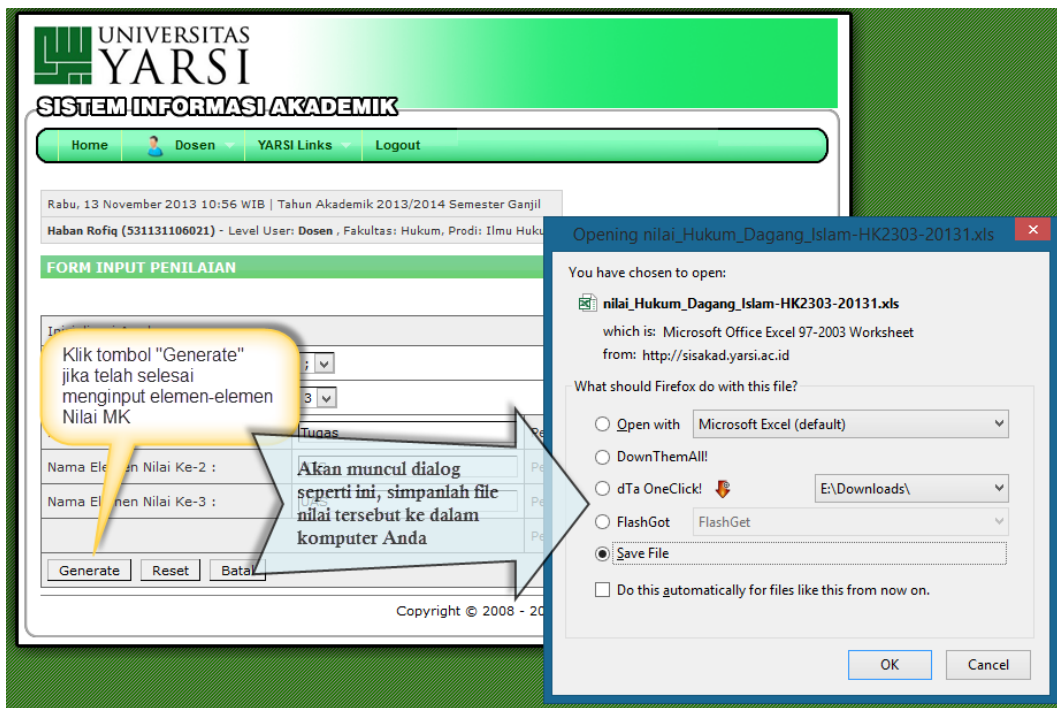 UNIVERSITAS
YARSI
SISTEM INFORMASI AKADEMIK
Home Dosen YARSI Links Logout
Rabu, 13 November 2013 10:56 WIB | Tahun Akademik 2013/2014 Semester Ganjil
Haban Rofiq (531131106021) - Level User: Dosen , Fakultas: Hukum, Prodi: Ilmu Huku
FORM INPUT PENILAIAN
Klik tombol "Generate"
jika telah selesai
menginput elemen-elemen
Nilai MK
;
3
Tugas
Nama Elemen Nilai Ke-2 :
Nama Elemen Nilai Ke-3 :
UAS
Pe
Akan muncul dialog
seperti ini, simpanlah file
nilai tersebut ke dalam
komputer Anda
Generate Reset Batal
Copyright © 2008 - 20
Opening nilai_Hukum_Dagang_Islam-HK2303-20131.xls
You have chosen to open:
nilai_Hukum_Dagang_Islam-HK2303-20131.xls
which is: Microsoft Office Excel 97-2003 Worksheet
from: http://sisakad.yarsi.ac.id
What should Firefox do with this file?
Open with Microsoft Excel (default)
DownThemAll!
dTa OneClick! E:\Downloads\
FlashGot FlashGet
Save File
Do this automatically for files like this from now on.
OK Cancel